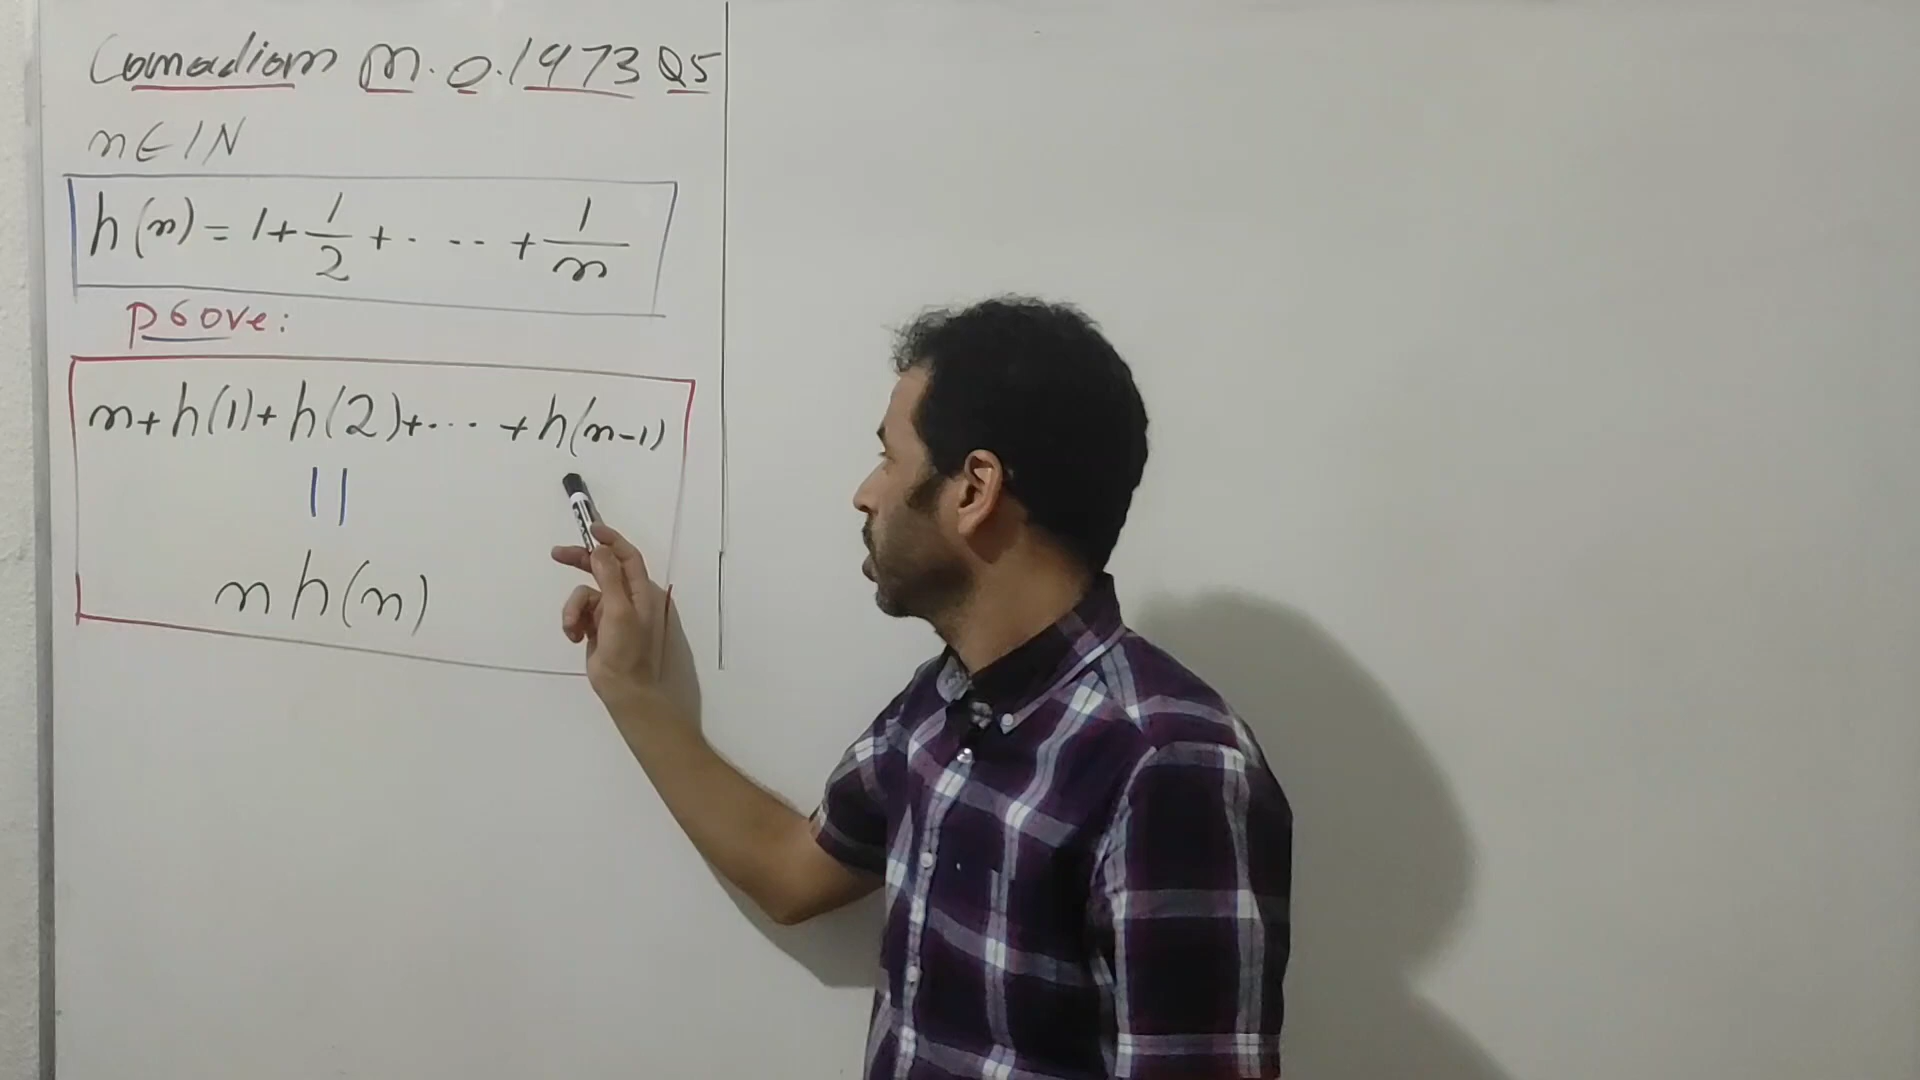 Canadian M.O.1973 Q5
n∈IN
h(n) = 1 + 1/2 + ... + 1/n
prove:
n+h(1)+h(2)+... +h(n-1)
||
n h(n)